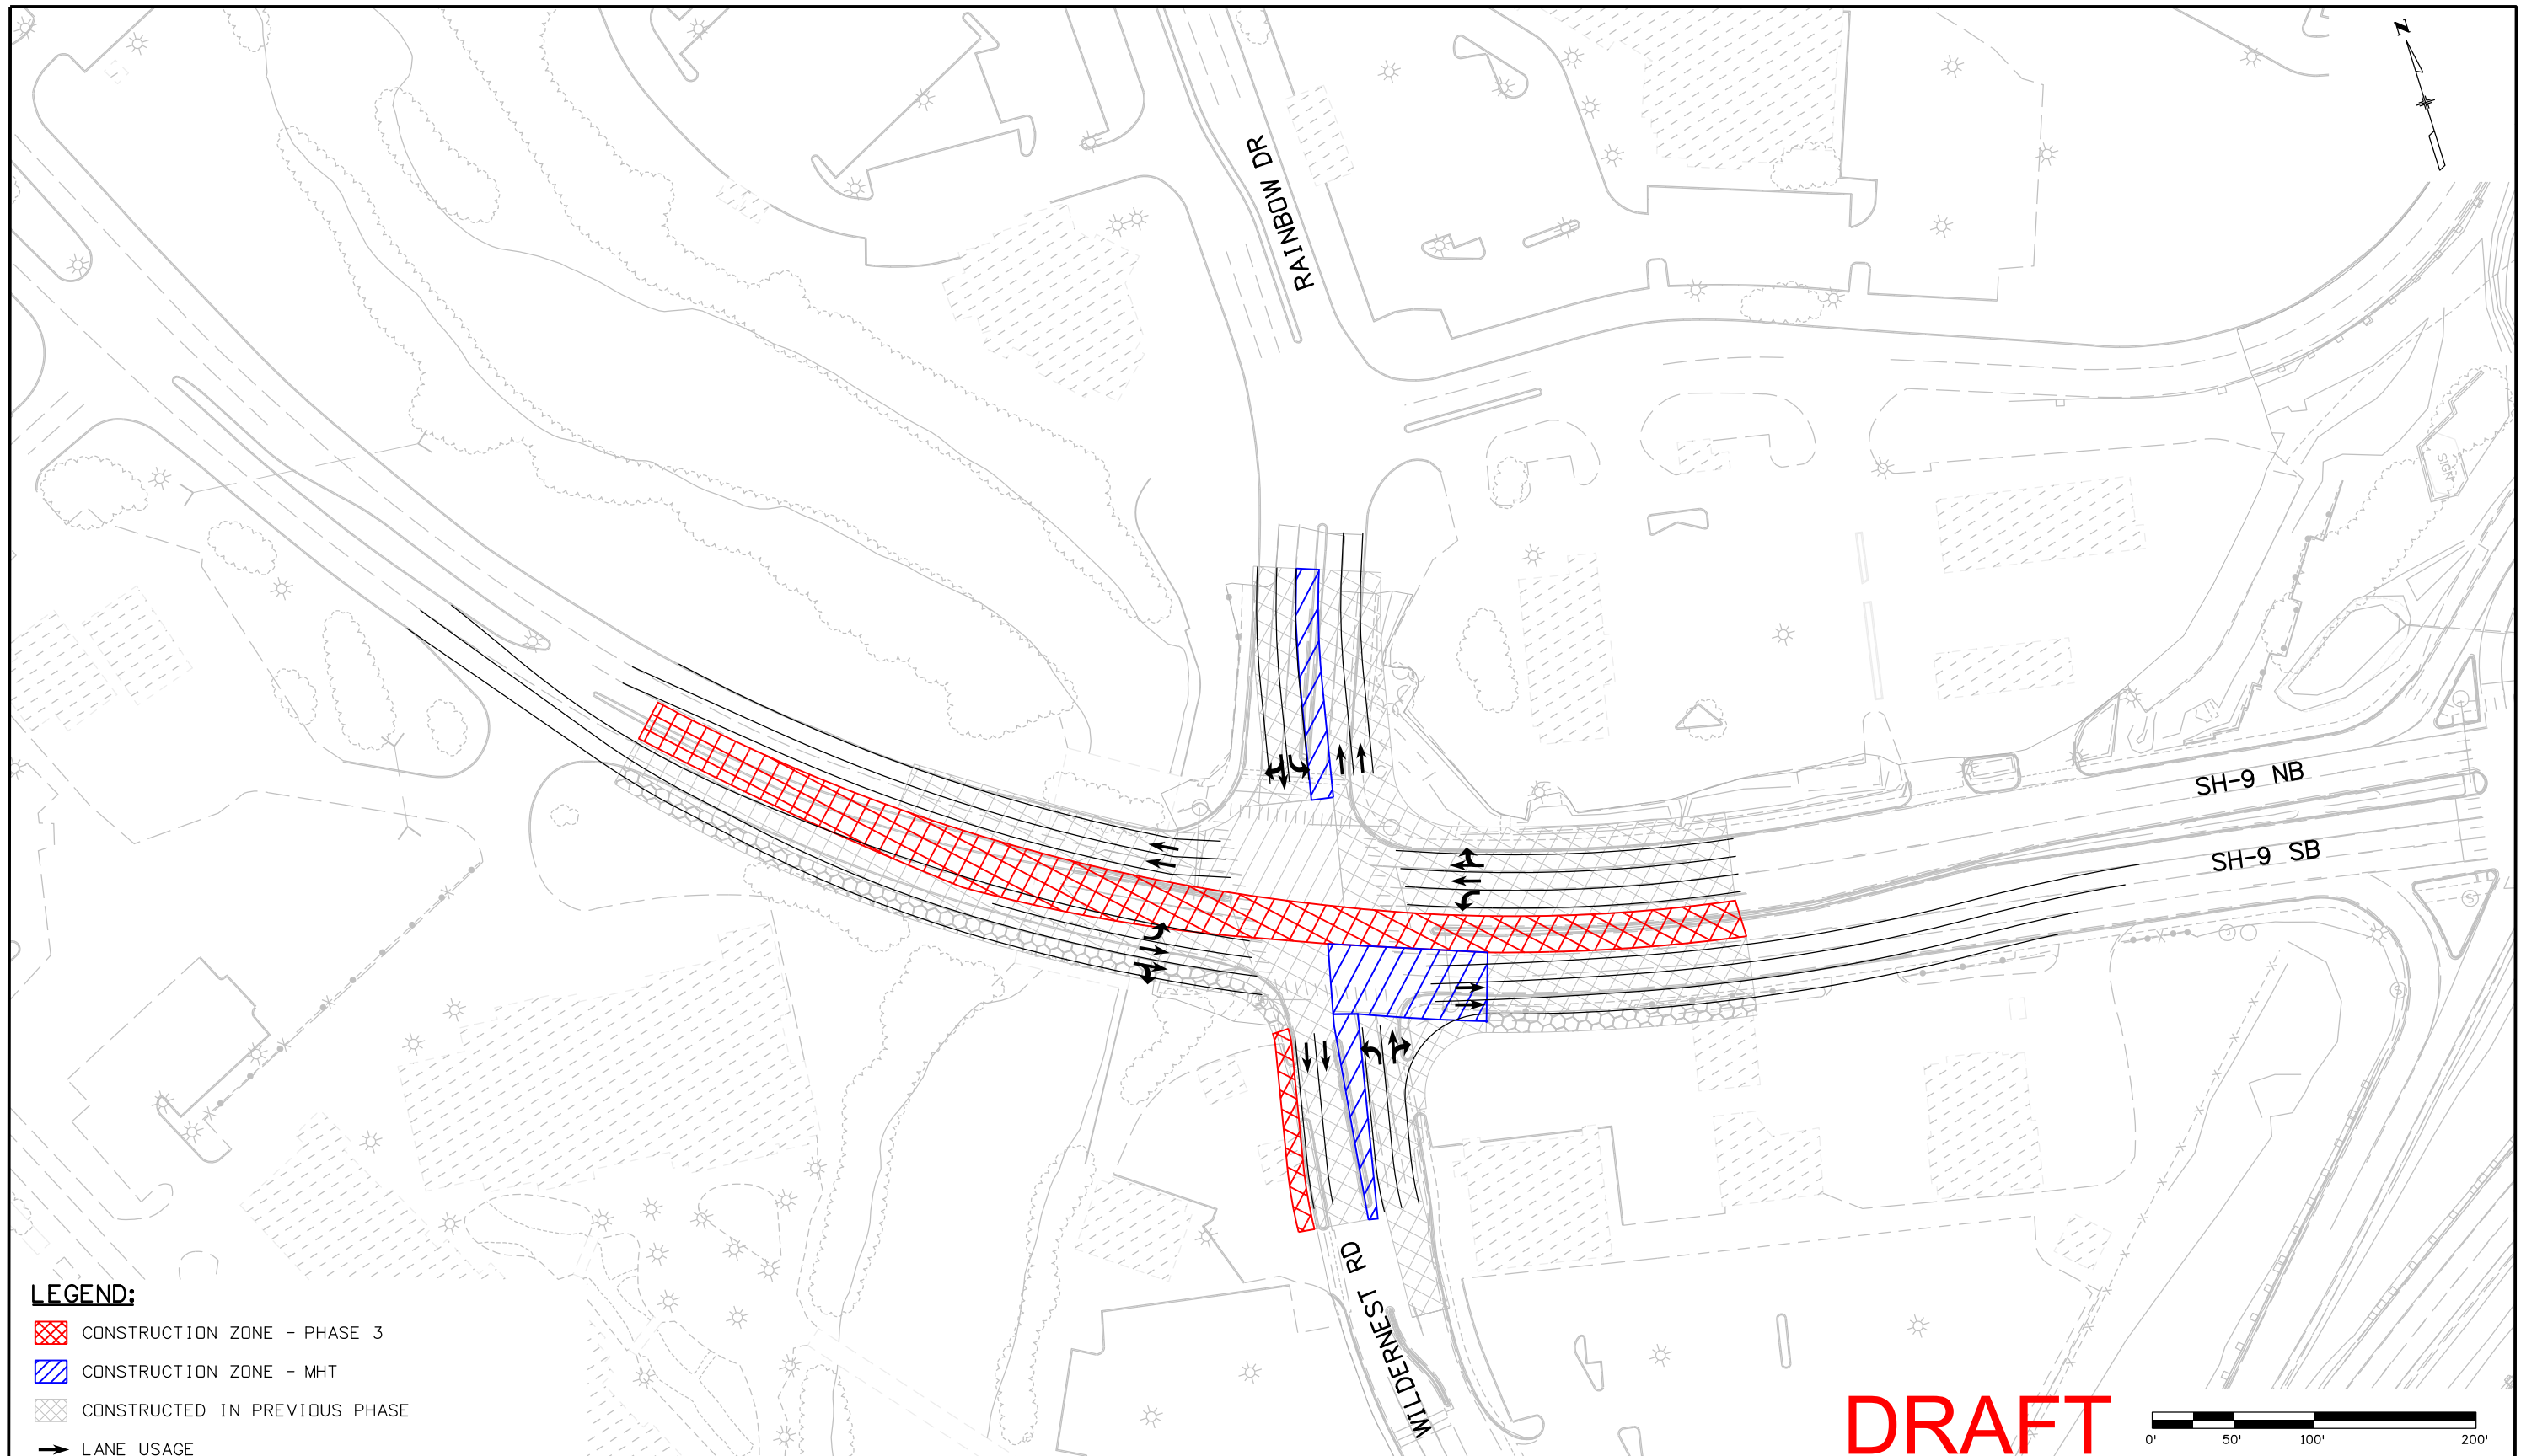 N
RAINBOW DR
SIGN
SH-9 NB
SH-9 SB
WILDERNEST RD
LEGEND:
CONSTRUCTION ZONE - PHASE 3
CONSTRUCTION ZONE - MHT
CONSTRUCTED IN PREVIOUS PHASE
LANE USAGE
DRAFT
0' 50' 100' 200'